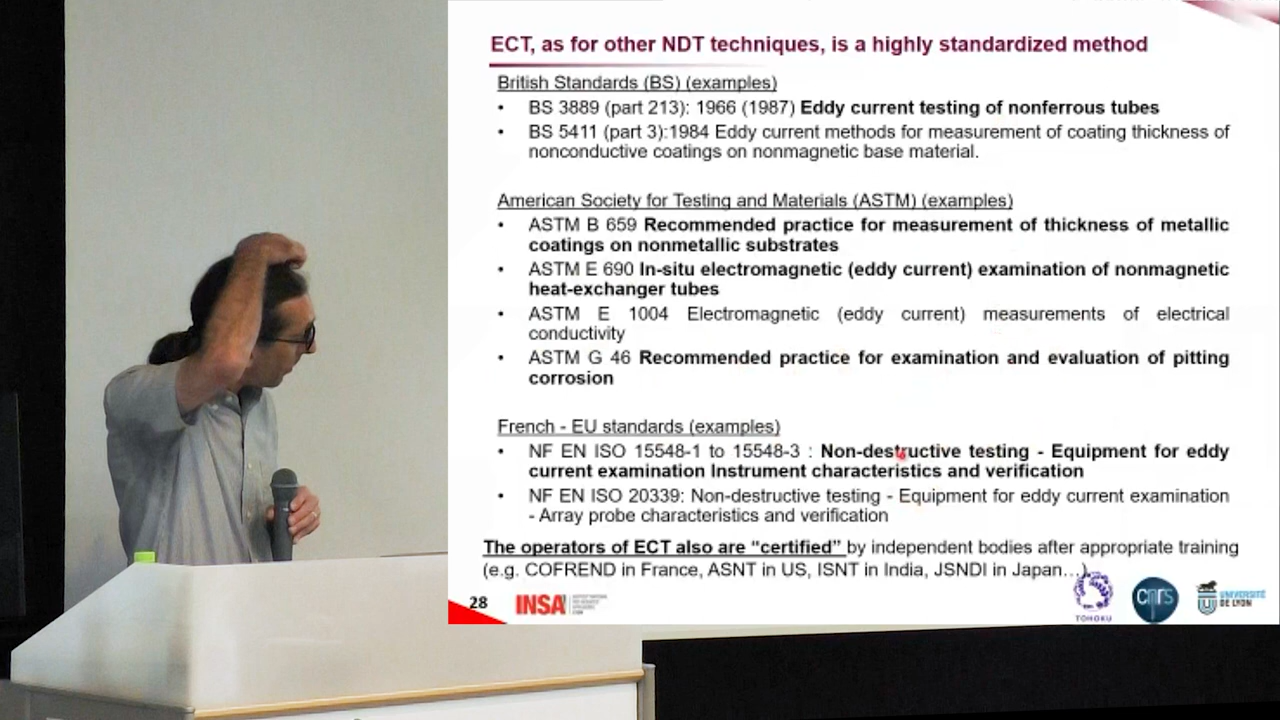 ECT, as for other NDT techniques, is a highly standardized method
British Standards (BS) (examples)
• BS 3889 (part 213): 1966 (1987) Eddy current testing of nonferrous tubes
• BS 5411 (part 3):1984 Eddy current methods for measurement of coating thickness of
nonconductive coatings on nonmagnetic base material.
American Society for Testing and Materials (ASTM) (examples)
• ASTM B 659 Recommended practice for measurement of thickness of metallic
coatings on nonmetallic substrates
• ASTM E 690 In-situ electromagnetic (eddy current) examination of nonmagnetic
heat-exchanger tubes
• ASTM E 1004 Electromagnetic (eddy current) measurements of electrical
conductivity
• ASTM G 46 Recommended practice for examination and evaluation of pitting
corrosion
French - EU standards (examples)
• NF EN ISO 15548-1 to 15548-3 : Non-destructive testing - Equipment for eddy
current examination Instrument characteristics and verification
• NF EN ISO 20339: Non-destructive testing - Equipment for eddy current examination
- Array probe characteristics and verification
The operators of ECT also are “certified” by independent bodies after appropriate training
(e.g. COFREND in France, ASNT in US, ISNT in India, JSNDI in Japan…).
28
INSA
TOHOKU
cnrs
UNIVERSITÉ
DE LYON